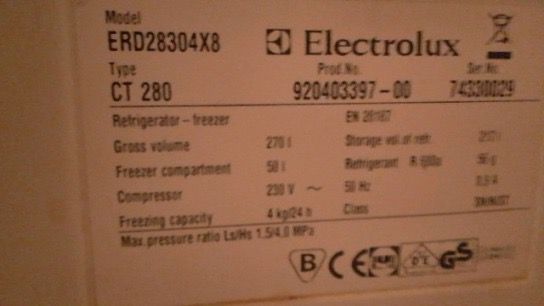 Model
ERD28304X8 Electrolux
Type Prod.No. Ser.No.
CT 280 920403397-00 74330029
Refrigerator-freezer
Gross volume 270 l Storage vol.of refr.
Freezer compartment 50 l Refrigerant R 600a
Compressor 230 V ~ 50 Hz
Freezing capacity 4 kg/24 h Class
Max.pressure ratio Ls/Hs 1.5/4.0 MPa
B CE GS